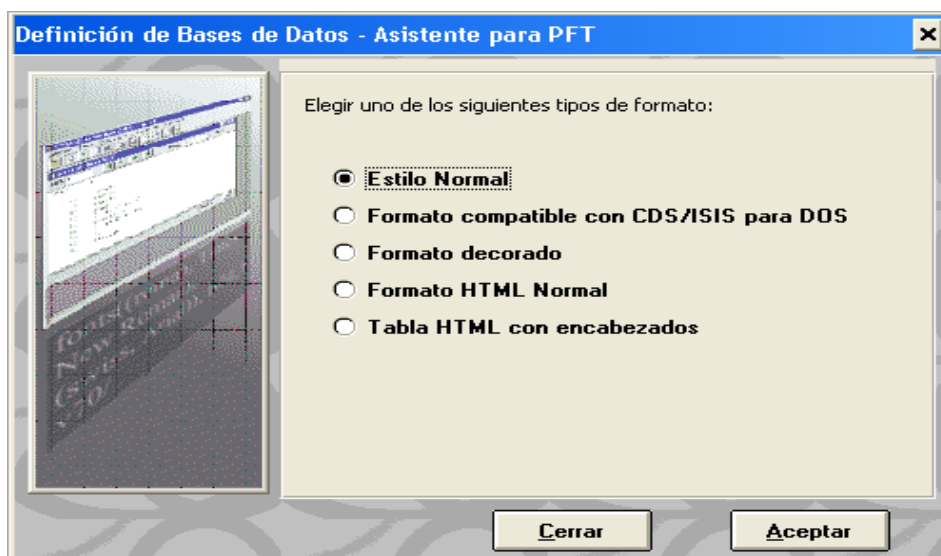 Definición de Bases de Datos - Asistente para PFT
Elegir uno de los siguientes tipos de formato:
Estilo Normal
Formato compatible con CDS/ISIS para DOS
Formato decorado
Formato HTML Normal
Tabla HTML con encabezados
Cerrar
Aceptar